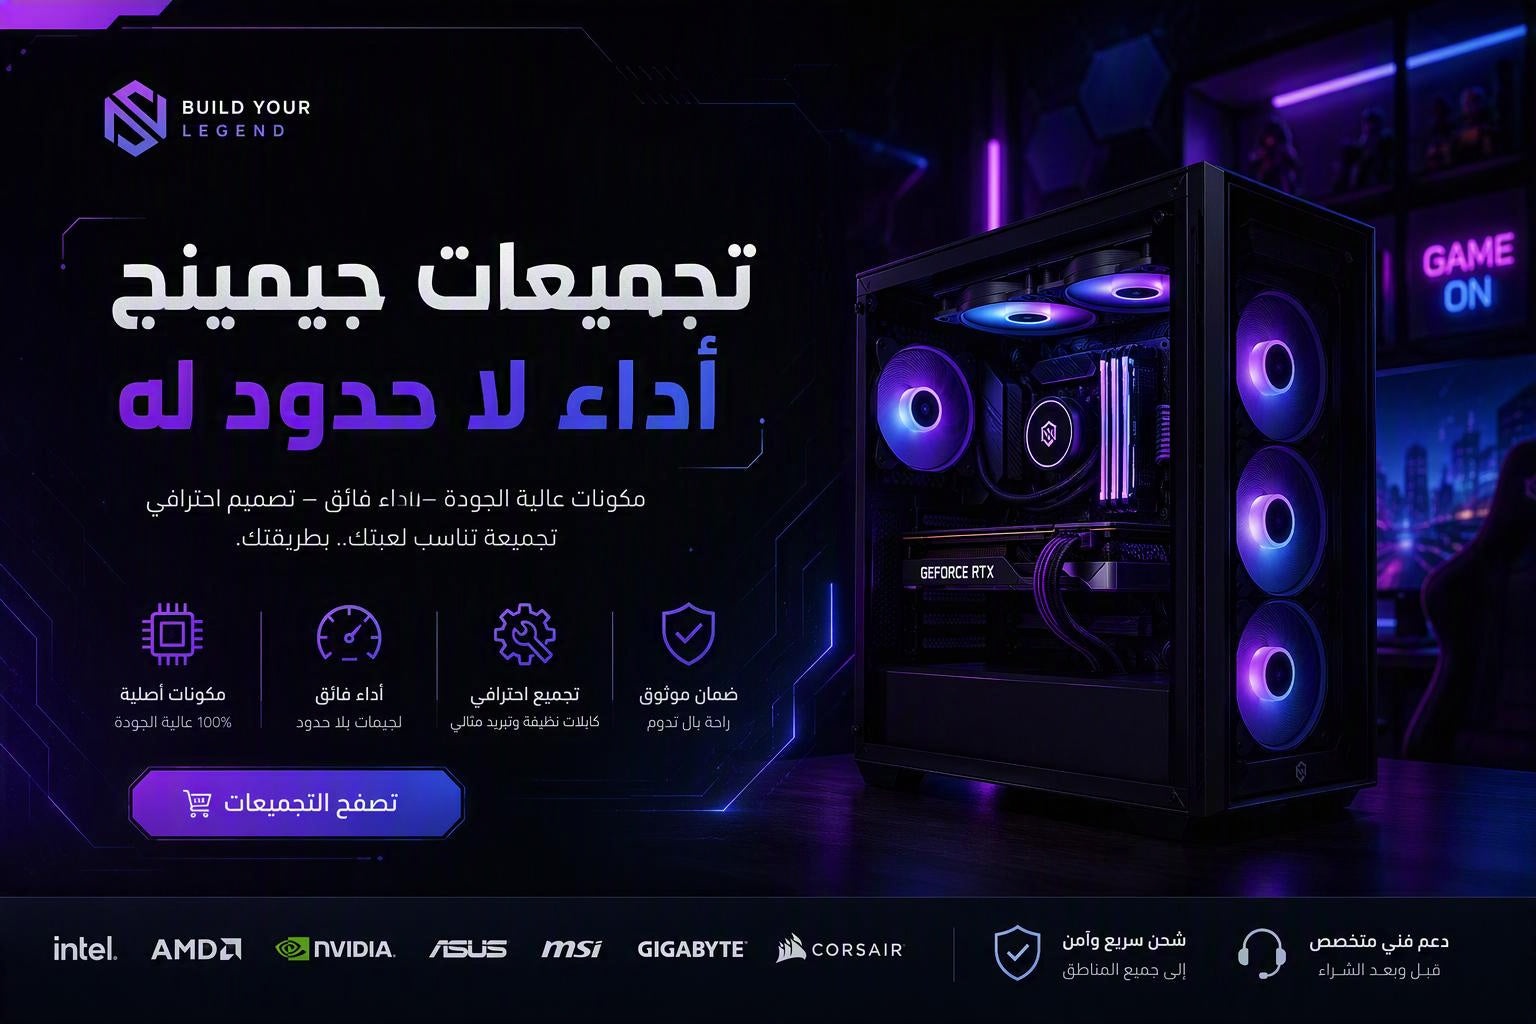 BUILD YOUR
LEGEND
تجميعات جيمينج
أداء لا حدود له
مكونات عالية الجودة – فائق – تصميم احترافي
تجميعة تناسب لعبتك.. بطريقتك.
ضمان موثوق
راحة بال تدوم
تجميع احترافي
كابلات نظيفة وتبريد مثالي
أداء فائق
لجيمات بلا حدود
مكونات أصلية
100% عالية الجودة
تصفح التجميعات
GAME
ON
GEFORCE RTX
intel.
AMD
NVIDIA.
ASUS
msi
GIGABYTE
CORSAIR
شحن سريع وآمن
إلى جميع المناطق
دعم فني متخصص
قبل وبعد الشراء